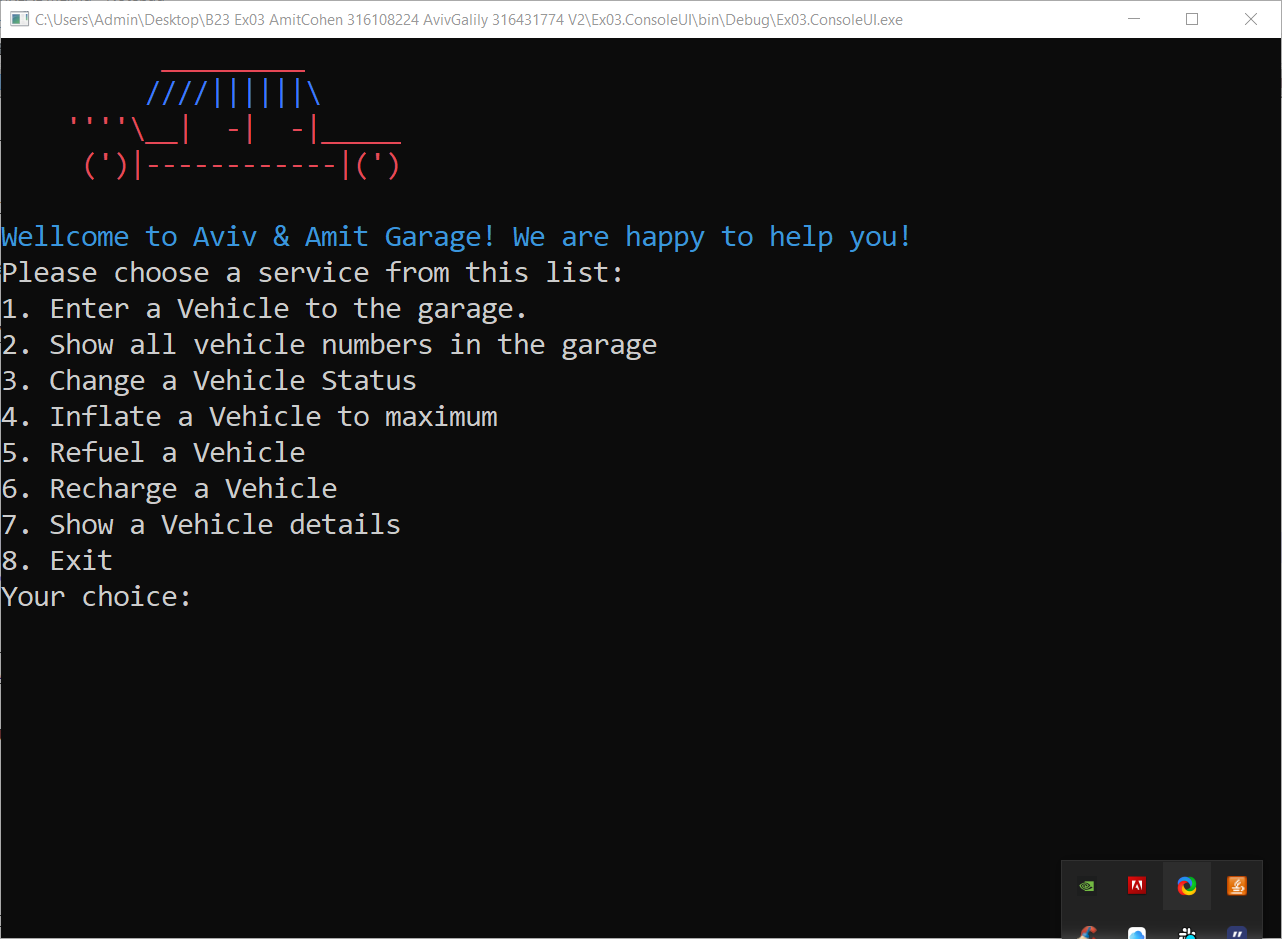 C:\Users\Admin\Desktop\B23 Ex03 AmitCohen 316108224 AvivGalily 316431774 V2\Ex03.ConsoleUI\bin\Debug\Ex03.ConsoleUI.exe
          _________
         ////||||||\
    ''''\__|  -|  -|_____
     (')|------------|(')
Wellcome to Aviv & Amit Garage! We are happy to help you!
Please choose a service from this list:
1. Enter a Vehicle to the garage.
2. Show all vehicle numbers in the garage
3. Change a Vehicle Status
4. Inflate a Vehicle to maximum
5. Refuel a Vehicle
6. Recharge a Vehicle
7. Show a Vehicle details
8. Exit
Your choice: